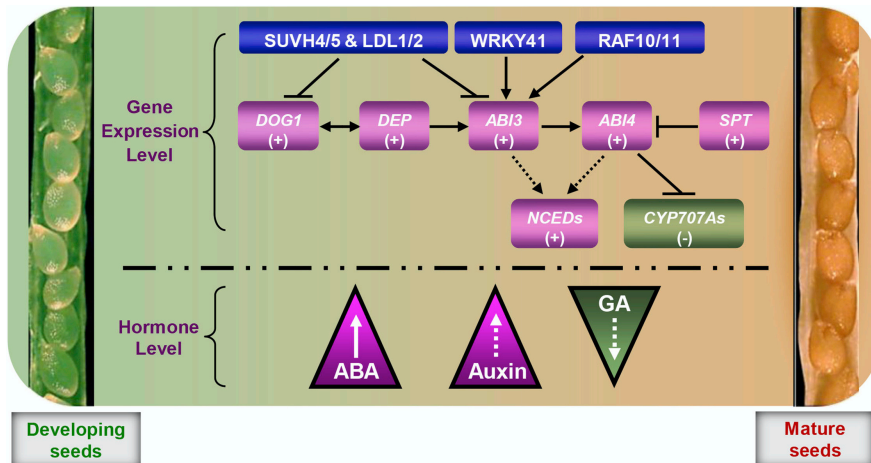 SUVH4/5 & LDL1/2
WRKY41
RAF10/11
Gene
Expression
Level
DOG1
(+)
DEP
(+)
ABI3
(+)
ABI4
(+)
SPT
(+)
NCEDs
(+)
CYP707As
(-)
Hormone
Level
ABA
Auxin
GA
Developing
seeds
Mature
seeds